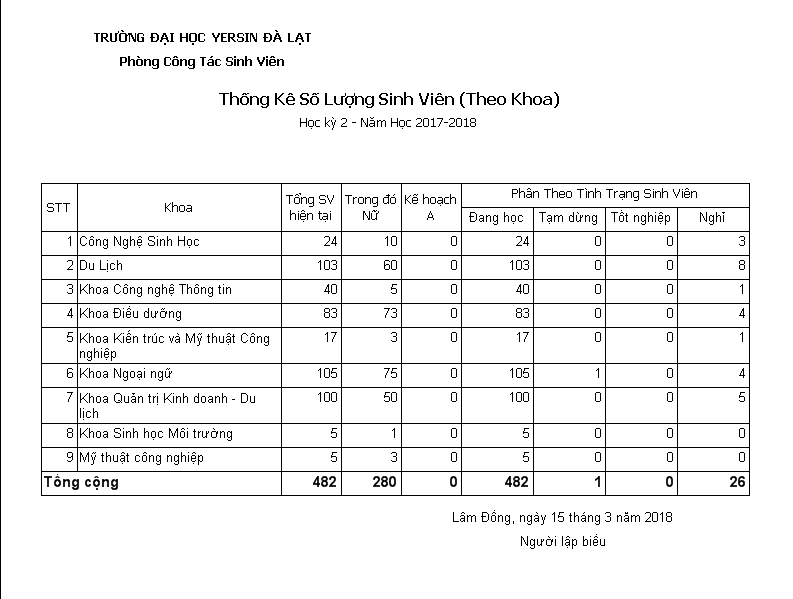 TRƯỜNG ĐẠI HỌC YERSIN ĐÀ LẠT
Phòng Công Tác Sinh Viên
Thống Kê Số Lượng Sinh Viên (Theo Khoa)
Học kỳ 2 - Năm Học 2017-2018
STT Khoa Tổng SV hiện tại Trong đó Nữ Kế hoạch A Phân Theo Tình Trạng Sinh Viên
Đang học Tạm dừng Tốt nghiệp Nghỉ
1 Công Nghệ Sinh Học 24 10 0 24 0 0 3
2 Du Lịch 103 60 0 103 0 0 8
3 Khoa Công nghệ Thông tin 40 5 0 40 0 0 1
4 Khoa Điều dưỡng 83 73 0 83 0 0 4
5 Khoa Kiến trúc và Mỹ thuật Công 17 3 0 17 0 0 1
nghiệp
6 Khoa Ngoại ngữ 105 75 0 105 1 0 4
7 Khoa Quản trị Kinh doanh - Du 100 50 0 100 0 0 5
lịch
8 Khoa Sinh học Môi trường 5 1 0 5 0 0 0
9 Mỹ thuật công nghiệp 5 3 0 5 0 0 0
Tổng cộng 482 280 0 482 1 0 26
Lâm Đồng, ngày 15 tháng 3 năm 2018
Người lập biểu